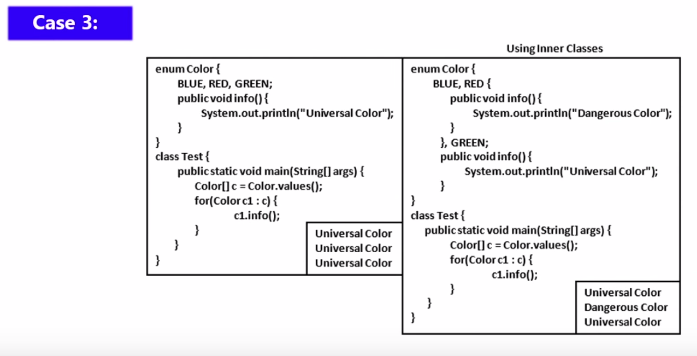 Case 3:
Using Inner Classes
enum Color {
BLUE, RED, GREEN;
public void info() {
System.out.println("Universal Color");
}
}
class Test {
public static void main(String[] args) {
Color[] c = Color.values();
for(Color c1 : c) {
c1.info();
}
}
}
Universal Color
Universal Color
Universal Color
enum Color {
BLUE, RED {
public void info() {
System.out.println("Dangerous Color");
}
}, GREEN;
public void info() {
System.out.println("Universal Color");
}
}
class Test {
public static void main(String[] args) {
Color[] c = Color.values();
for(Color c1 : c) {
c1.info();
}
}
}
Universal Color
Dangerous Color
Universal Color